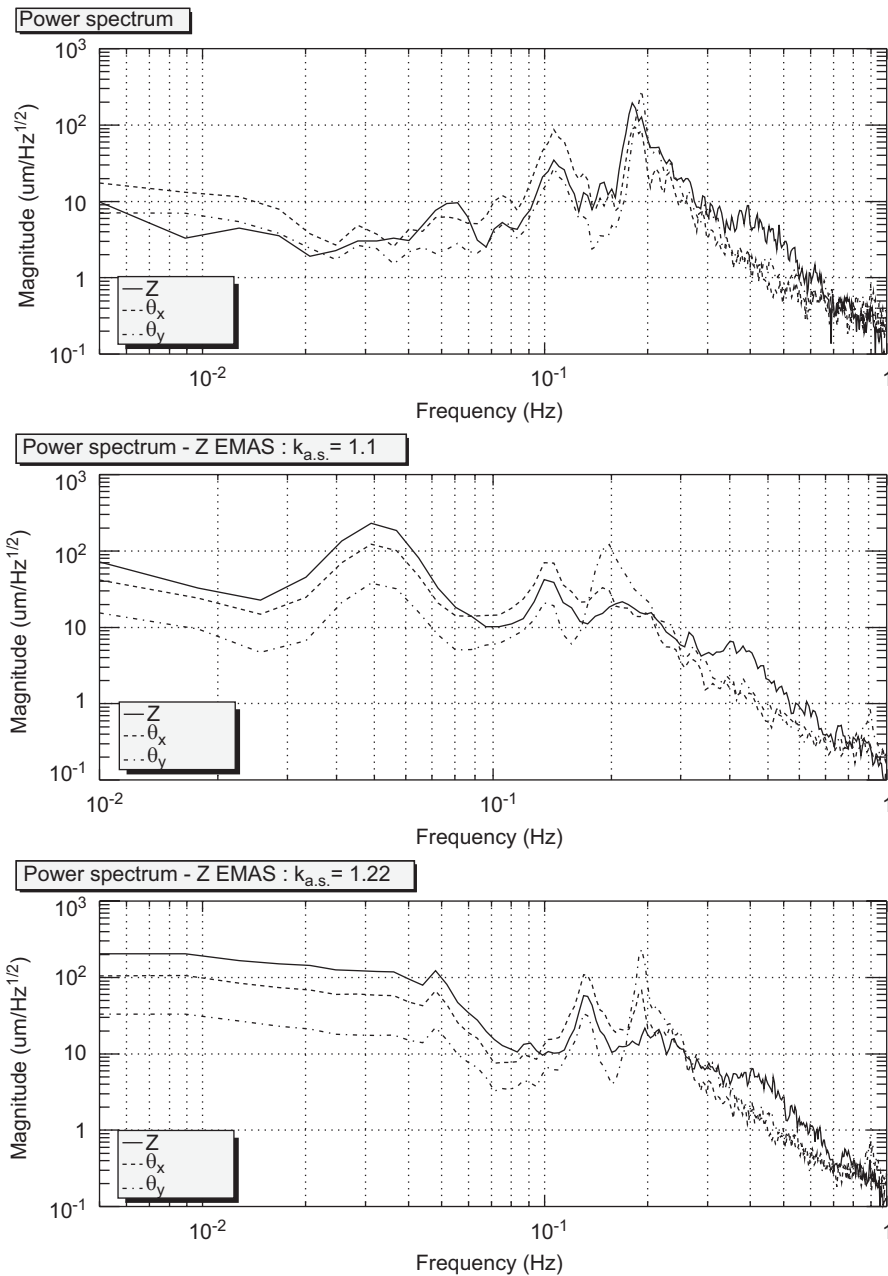 Power spectrum
Magnitude (um/Hz^1/2)
10^3
10^2
10
1
10^-1
Z
θx
θy
10^-2
10^-1
1
Frequency (Hz)
Power spectrum - Z EMAS : ka.s.= 1.1
Magnitude (um/Hz^1/2)
10^3
10^2
10
1
10^-1
Z
θx
θy
10^-2
10^-1
1
Frequency (Hz)
Power spectrum - Z EMAS : ka.s.= 1.22
Magnitude (um/Hz^1/2)
10^3
10^2
10
1
10^-1
Z
θx
θy
10^-2
10^-1
1
Frequency (Hz)